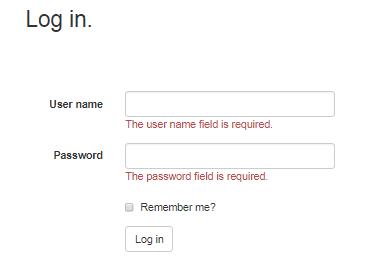 Log in.
User name
The user name field is required.
Password
The password field is required.
Remember me?
Log in